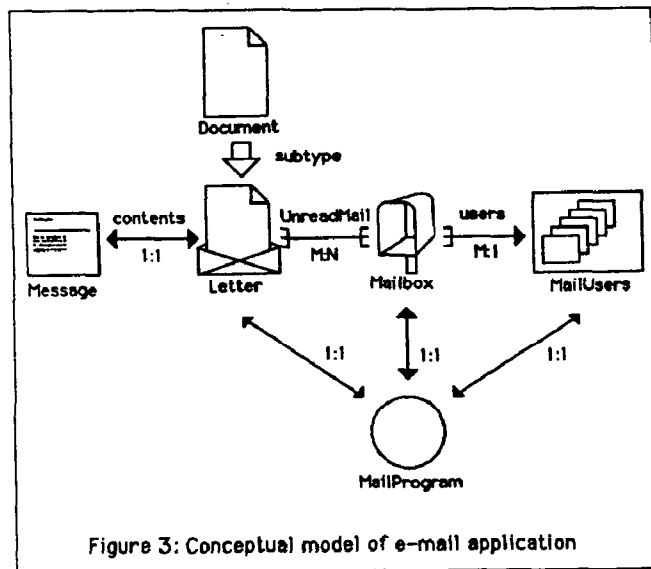 Document
subtype
contents
1:1
Message
Letter
UnreadMail
M:N
Mailbox
users
M:1
MailUsers
1:1
1:1
1:1
MailProgram
Figure 3: Conceptual model of e-mail application